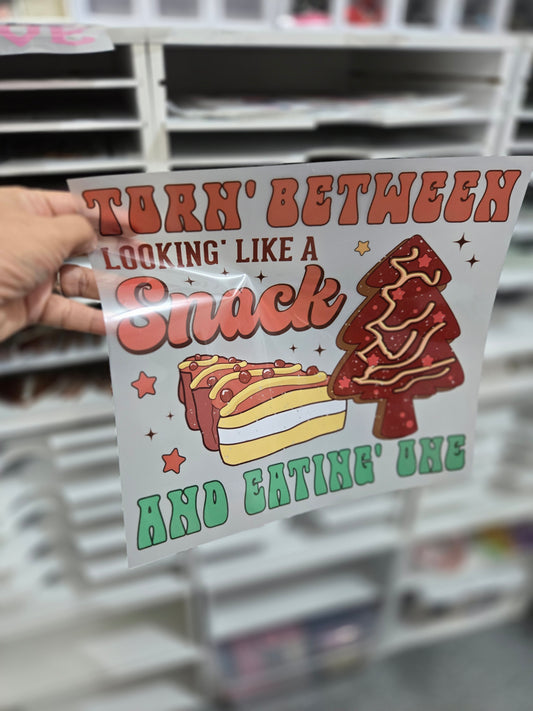 TORN' BETWEEN
LOOKING' LIKE A
Snack
AND EATING' ONE